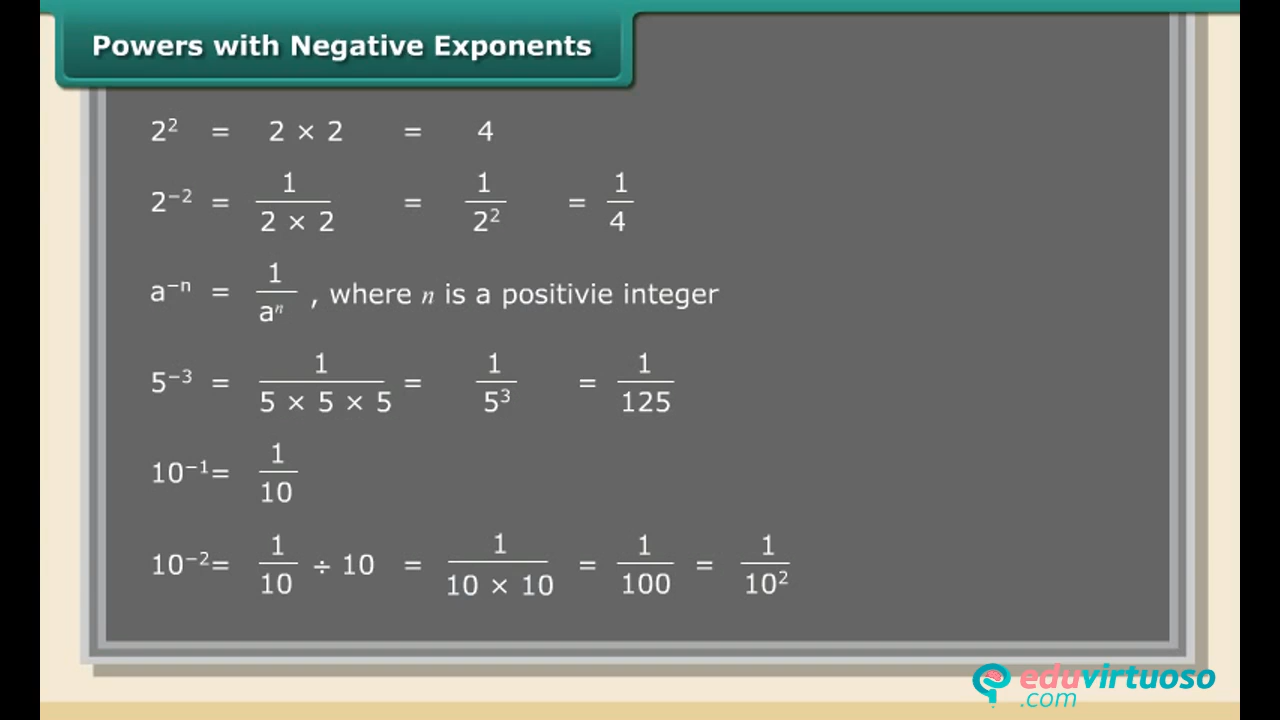 Powers with Negative Exponents
2² = 2 × 2 = 4
2⁻² = 1/(2 × 2) = 1/2² = 1/4
a⁻ⁿ = 1/aⁿ , where n is a positivie integer
5⁻³ = 1/(5 × 5 × 5) = 1/5³ = 1/125
10⁻¹= 1/10
10⁻²= 1/10 ÷ 10 = 1/(10 × 10) = 1/100 = 1/10²
eduvirtuoso
.com